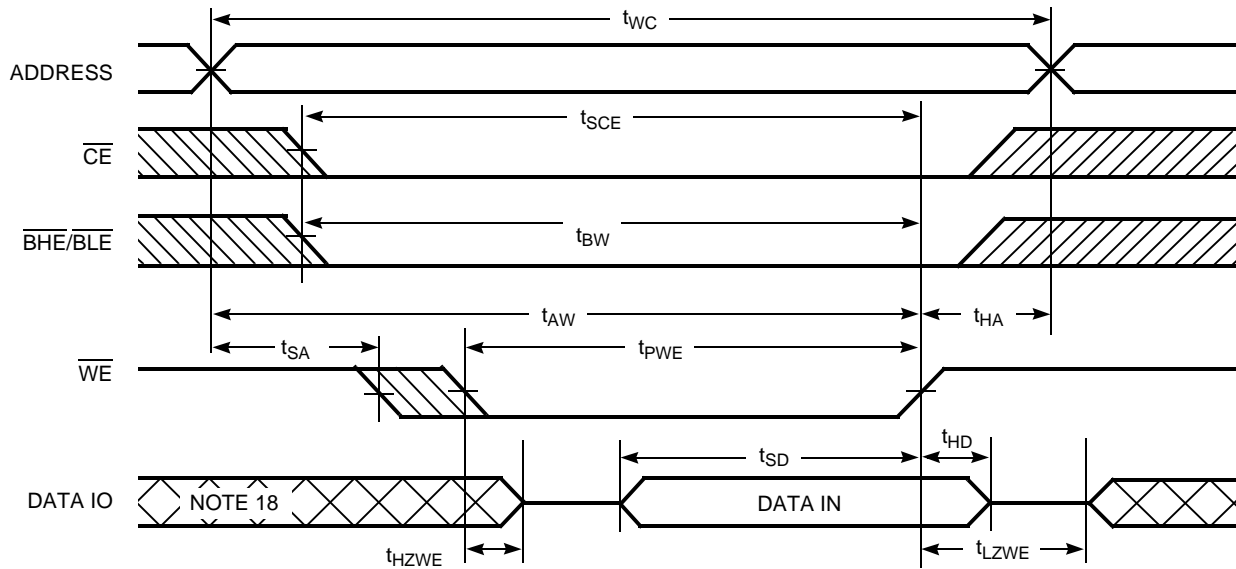 tWC
ADDRESS
tSCE
CE
BHE/BLE
tBW
tAW
tHA
tSA
tPWE
WE
tHD
tSD
DATA IO
NOTE 18
DATA IN
tHZWE
tLZWE